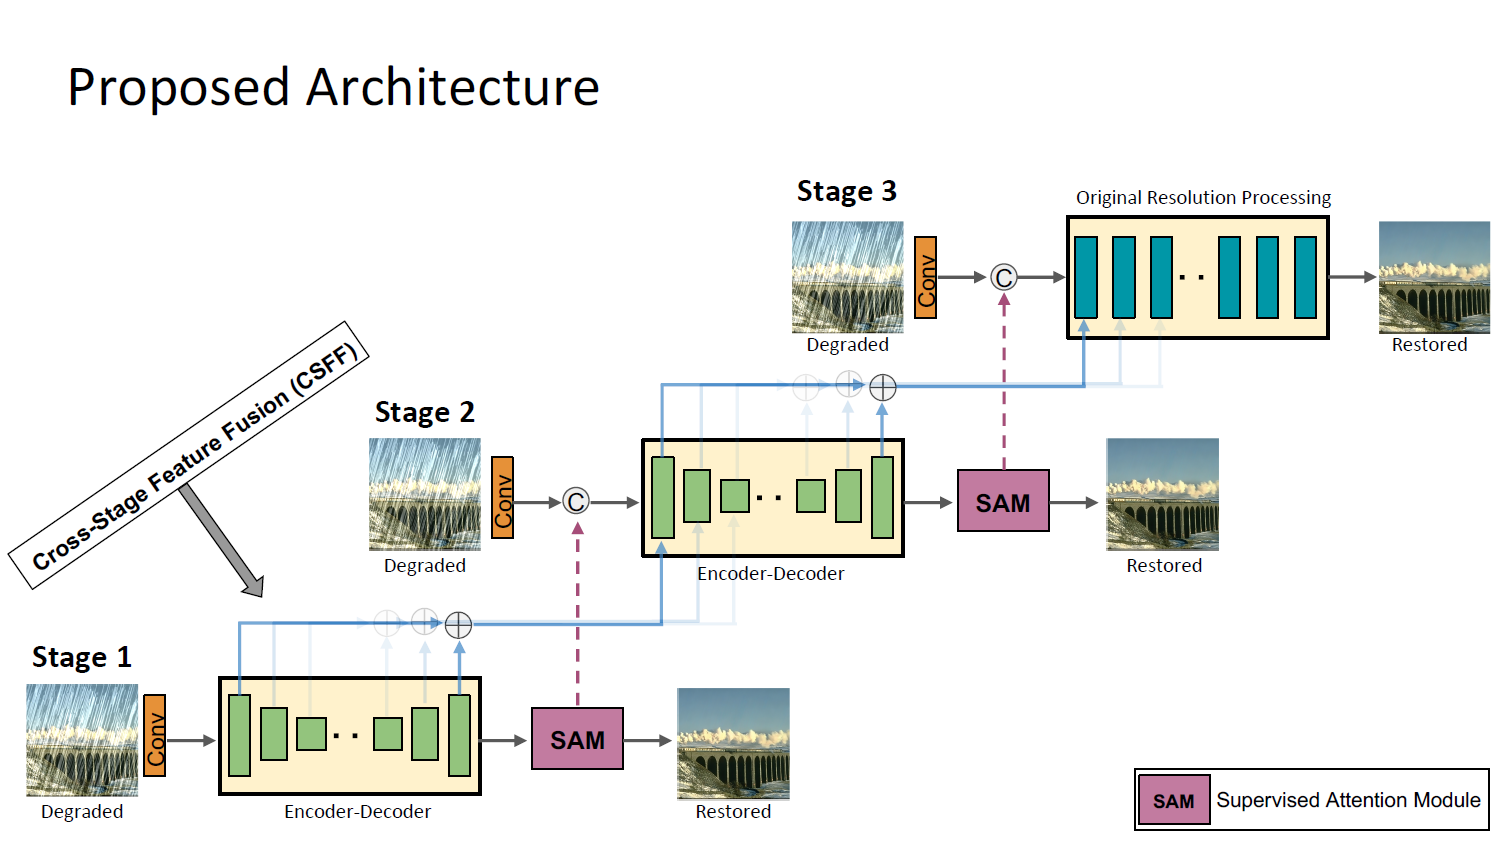 Proposed Architecture
Stage 3
Original Resolution Processing
Conv
C
Degraded
Restored
Cross-Stage Feature Fusion (CSFF)
Stage 2
Conv
C
SAM
Degraded
Encoder-Decoder
Restored
Stage 1
Conv
SAM
Degraded
Encoder-Decoder
Restored
SAM Supervised Attention Module